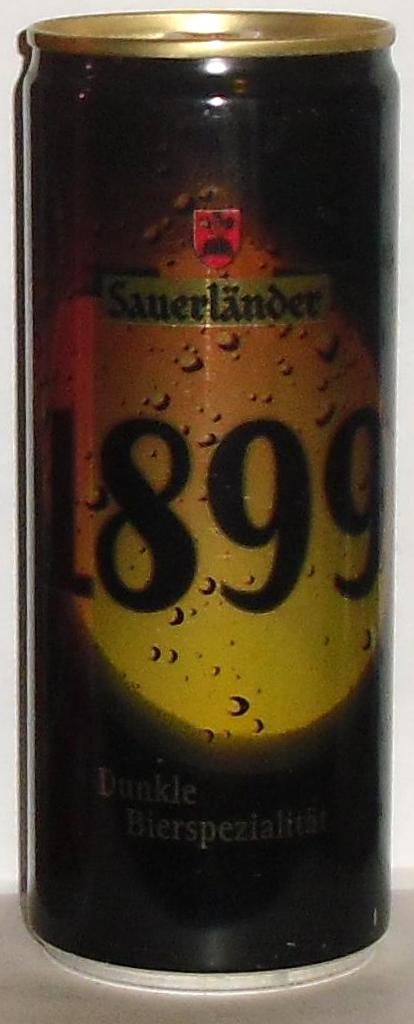 Sauerländer
1899
Dunkle
Bierspezialität